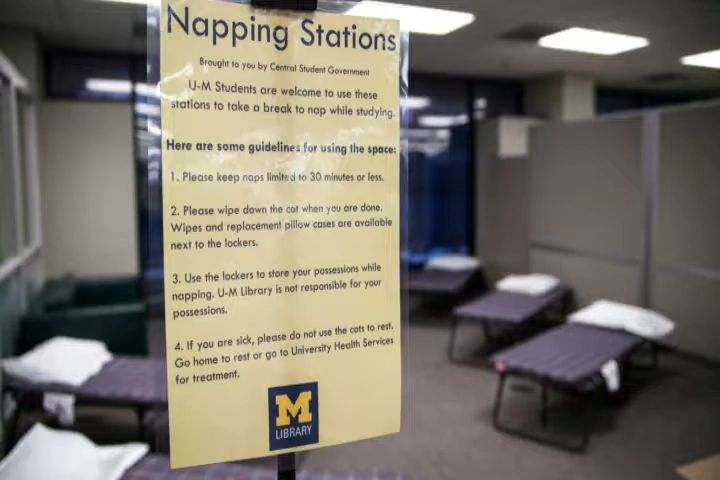 Napping Stations
Brought to you by Central Student Government
U-M Students are welcome to use these
stations to take a break to nap while studying.
Here are some guidelines for using the space:
1. Please keep naps limited to 30 minutes or less.
2. Please wipe down the cot when you are done.
Wipes and replacement pillow cases are available
next to the lockers.
3. Use the lockers to store your possessions while
napping. U-M Library is not responsible for your
possessions.
4. If you are sick, please do not use the cots to rest.
Go home to rest or go to University Health Services
for treatment.
M
LIBRARY